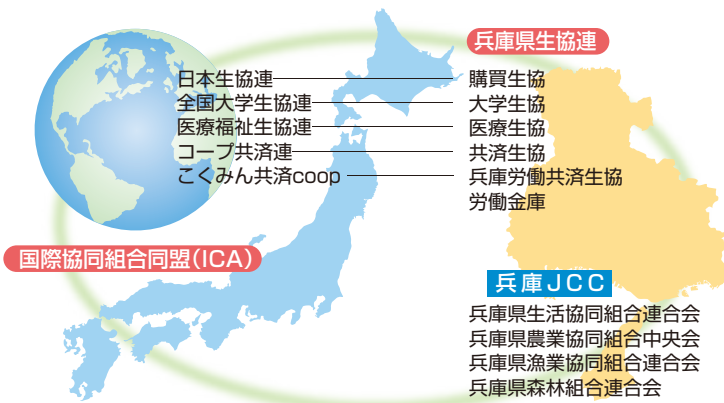 兵庫県生協連
日本生協連
購買生協
全国大学生協連
大学生協
医療福祉生協連
医療生協
コープ共済連
共済生協
こくみん共済coop
兵庫労働共済生協
労働金庫
国際協同組合同盟(ICA)
兵庫JCC
兵庫県生活協同組合連合会
兵庫県農業協同組合中央会
兵庫県漁業協同組合連合会
兵庫県森林組合連合会